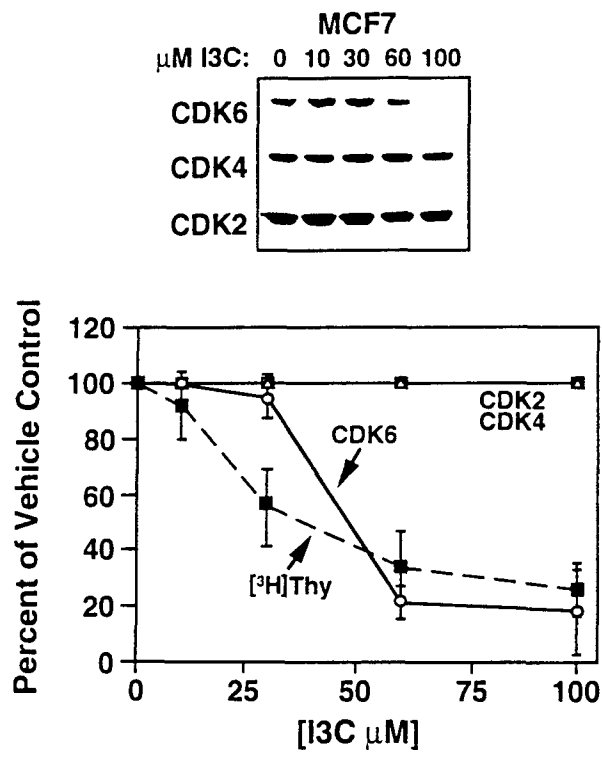 MCF7
μM I3C: 0 10 30 60 100
CDK6
CDK4
CDK2
Percent of Vehicle Control
120
100
80
60
40
20
0
CDK2
CDK4
CDK6
[³H]Thy
0 25 50 75 100
[I3C μM]